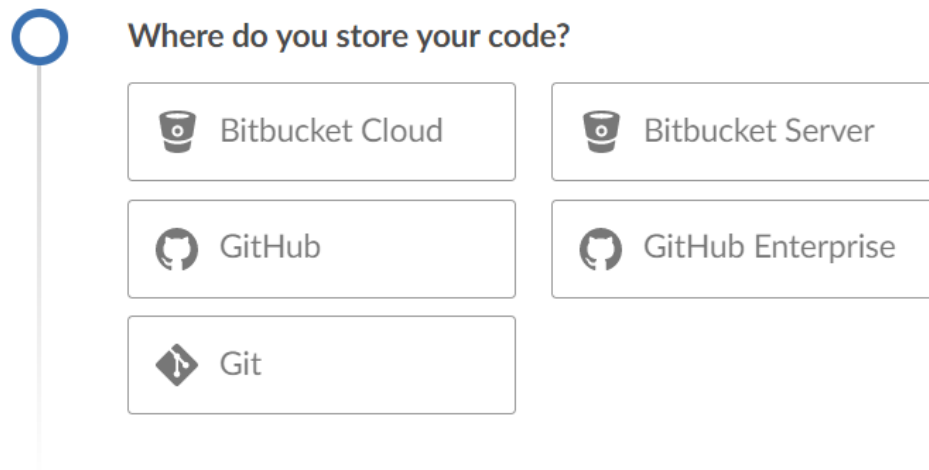 Where do you store your code?
Bitbucket Cloud
Bitbucket Server
GitHub
GitHub Enterprise
Git